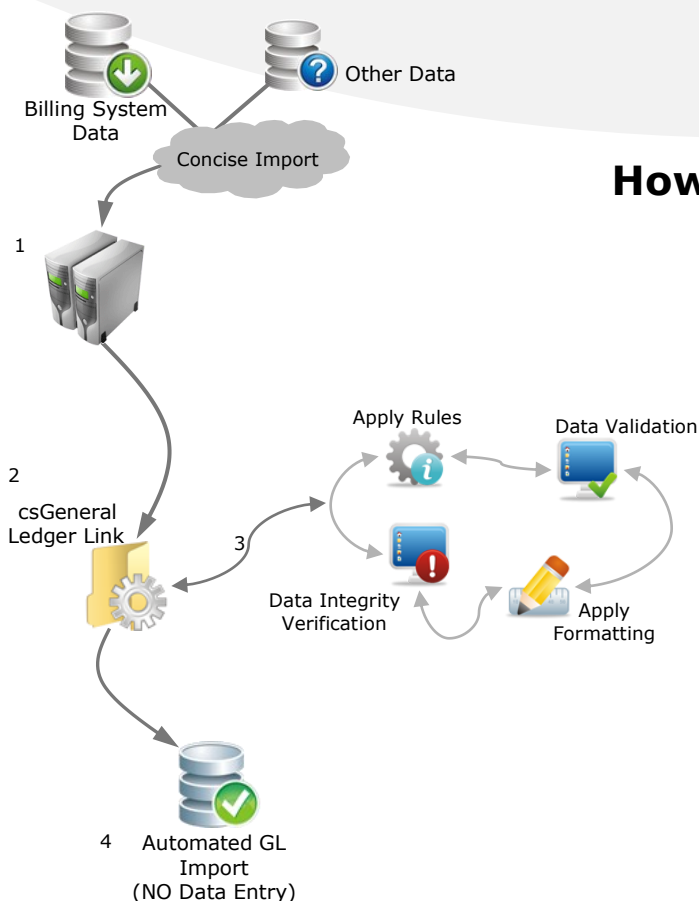 Billing System
Data
Other Data
Concise Import
How
1
2
csGeneral
Ledger Link
3
Apply Rules
Data Validation
Data Integrity
Verification
Apply
Formatting
4
Automated GL
Import
(NO Data Entry)